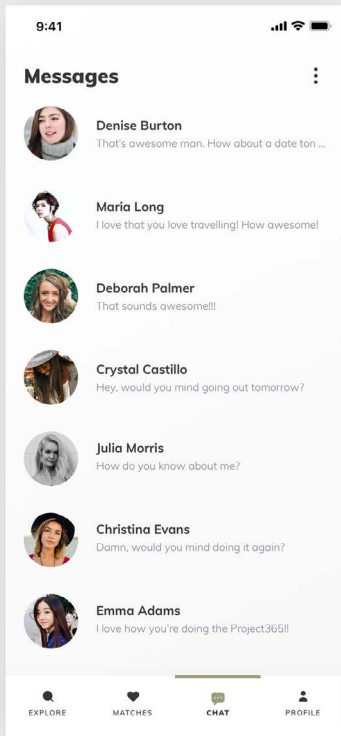 9:41
Messages
Denise Burton
That's awesome man. How about a date ton ...
Maria Long
I love that you love travelling! How awesome!
Deborah Palmer
That sounds awesome!!!
Crystal Castillo
Hey, would you mind going out tomorrow?
Julia Morris
How do you know about me?
Christina Evans
Damn, would you mind doing it again?
Emma Adams
I love how you're doing the Project365!!
EXPLORE MATCHES CHAT PROFILE